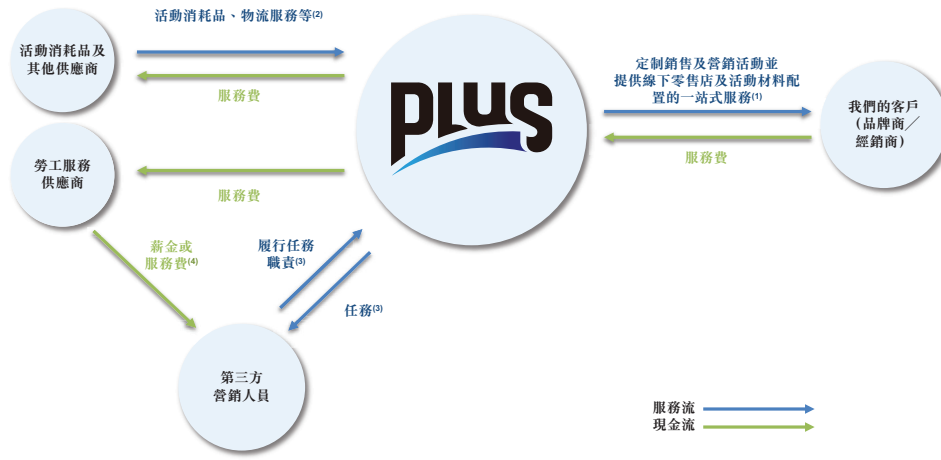 活動消耗品及
其他供應商
活動消耗品、物流服務等(2)
服務費
PLUS
定制銷售及營銷活動並
提供線下零售店及活動材料配
置的一站式服務(1)
服務費
我們的客戶
(品牌商／
經銷商)
勞工服務
供應商
服務費
薪金或
服務費(4)
履行任務
職責(3)
任務(3)
第三方
營銷人員
服務流
現金流